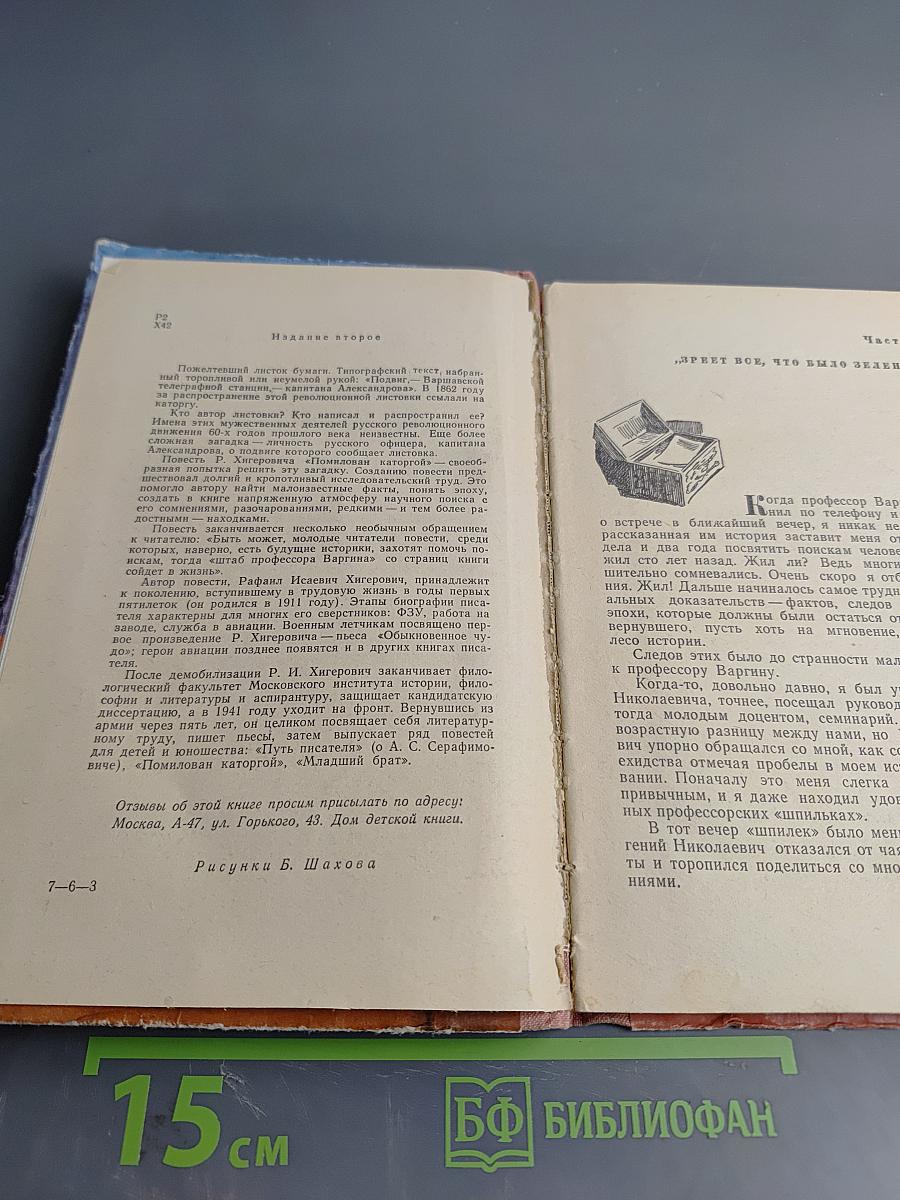 Р2
Х42
Издание второе
Пожелтевший листок бумаги. Типографский текст, набран-
ный торопливой или неумелой рукой: «Подвиг,— Варшавской
телеграфной станции,— капитана Александрова». В 1862 году
за распространение этой революционной листовки ссылали на
каторгу.
Кто автор листовки? Кто написал и распространил ее?
Имена этих мужественных деятелей русского революционного
движения 60-х годов прошлого века неизвестны. Еще более
сложная загадка — личность русского офицера, капитана
Александрова, о подвиге которого сообщает листовка.
Повесть Р. Хигеровича «Помилован каторгой» — своеоб-
разная попытка решить эту загадку. Созданию повести пред-
шествовал долгий и кропотливый исследовательский труд. Это
помогло автору найти малоизвестные факты, понять эпоху,
создать в книге напряженную атмосферу научного поиска с
его сомнениями, разочарованиями, редкими — и тем более ра-
достными — находками.
Повесть заканчивается несколько необычным обращением
к читателю: «Быть может, молодые читатели повести, среди
которых, наверно, есть будущие историки, захотят помочь по-
искам, тогда «штаб профессора Варгина» со страниц книги
сойдет в жизнь».
Автор повести, Рафаил Исаевич Хигерович, принадлежит
к поколению, вступившему в трудовую жизнь в годы первых
пятилеток (он родился в 1911 году). Этапы биографии писа-
теля характерны для многих его сверстников: ФЗУ, работа на
заводе, служба в авиации. Военным летчикам посвящено пер-
вое произведение Р. Хигеровича — пьеса «Обыкновенное чу-
до»; герои авиации позднее появятся и в других книгах писа-
теля.
После демобилизации Р. И. Хигерович заканчивает фило-
логический факультет Московского института истории, фило-
софии и литературы и аспирантуру, защищает кандидатскую
диссертацию, а в 1941 году уходит на фронт. Вернувшись из
армии через пять лет, он целиком посвящает себя литератур-
ному труду, пишет пьесы, затем выпускает ряд повестей
для детей и юношества: «Путь писателя» (о А. С. Серафимо-
виче), «Помилован каторгой», «Младший брат».
Отзывы об этой книге просим присылать по адресу:
Москва, А-47, ул. Горького, 43. Дом детской книги.
Рисунки Б. Шахова
7—6—3
Част
„ЗРЕЕТ ВСЕ, ЧТО БЫЛО ЗЕЛЕН
Когда профессор Вар
нил по телефону и
о встрече в ближайший вечер, я никак не
рассказанная им история заставит меня от
дела и два года посвятить поискам челове
жил сто лет назад. Жил ли? Ведь многи
шительно сомневались. Очень скоро я отб
ния. Жил! Дальше начиналось самое трудн
альных доказательств — фактов, следов
эпохи, которые должны были остаться от
вернувшего, пусть хоть на мгновение,
лесо истории.
Следов этих было до странности мал
к профессору Варгину.
Когда-то, довольно давно, я был уч
Николаевича, точнее, посещал руковод
тогда молодым доцентом, семинарий.
возрастную разницу между нами, но
вич упорно обращался со мной, как со
ехидства отмечая пробелы в моем ист
вании. Поначалу это меня слегка
привычным, и я даже находил удов
ных профессорских «шпильках».
В тот вечер «шпилек» было мен
гений Николаевич отказался от чая
ты и торопился поделиться со мно
ниями.
15 см
БФ БИБЛИОФАН